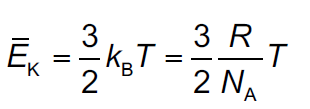 Ē_K = 3/2 k_B T = 3/2 R/N_A T